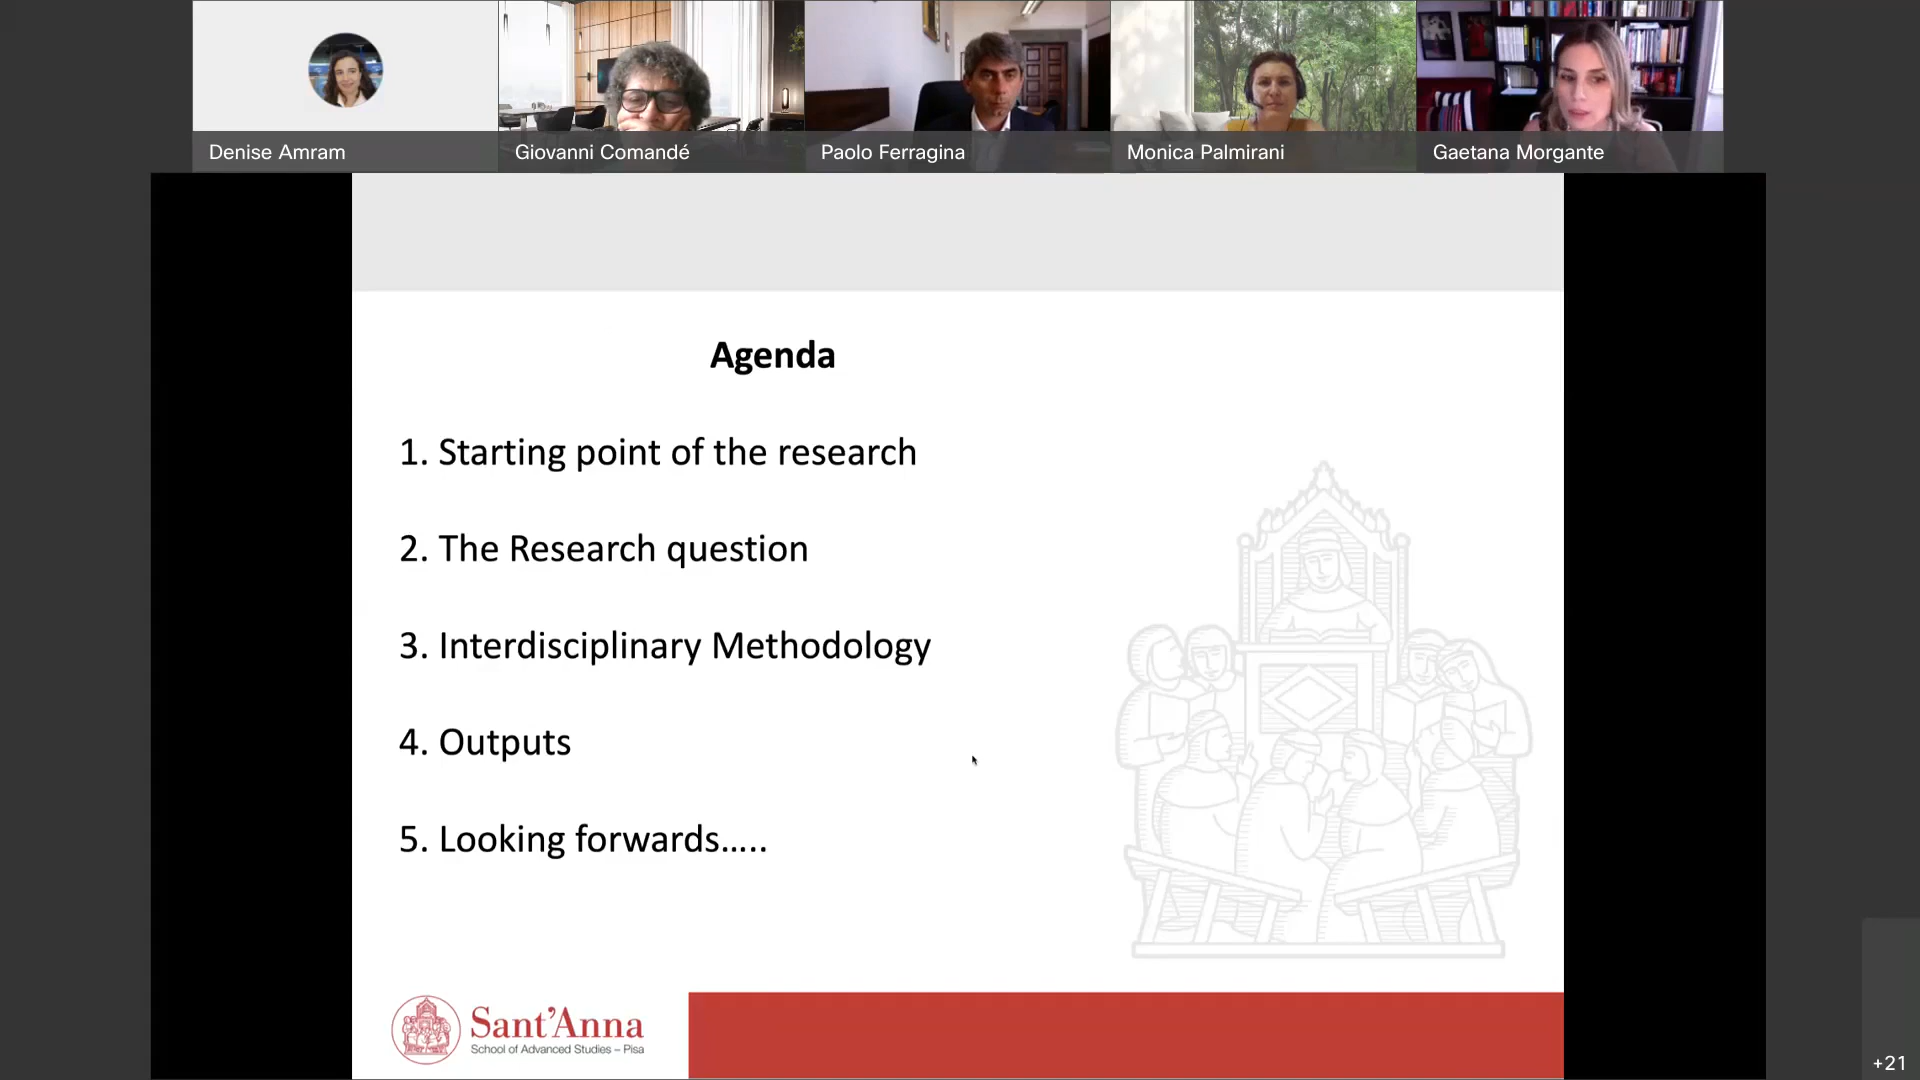 Denise Amram
Giovanni Comandé
Paolo Ferragina
Monica Palmirani
Gaetana Morgante
Agenda
1. Starting point of the research
2. The Research question
3. Interdisciplinary Methodology
4. Outputs
5. Looking forwards.....
Sant'Anna
School of Advanced Studies – Pisa
+21